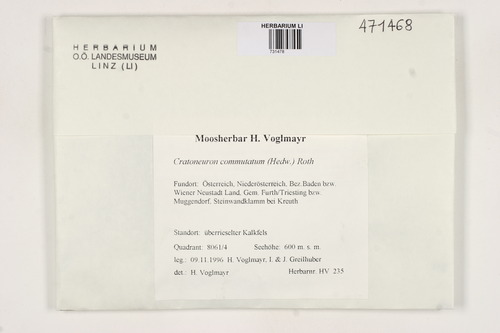 HERBARIUM
O.Ö. LANDESMUSEUM
LINZ (LI)
HERBARIUM LI
731476
471468
Moosherbar H. Voglmayr
Cratoneuron commutatum (Hedw.) Roth
Fundort: Österreich, Niederösterreich, Bez.Baden bzw.
Wiener Neustadt Land, Gem. Furth/Triesting bzw.
Muggendorf, Steinwandklamm bei Kreuth
Standort: überrieselter Kalkfels
Quadrant: 8061/4 Seehöhe: 600 m. s. m.
leg.: 09.11.1996 H. Voglmayr, I. & J. Greilhuber
det.: H. Voglmayr Herbarnr. HV 235